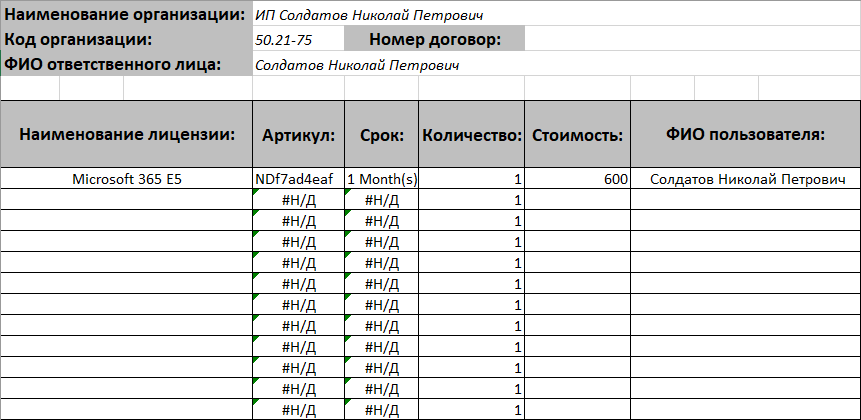 Наименование организации: ИП Солдатов Николай Петрович
Код организации: 50.21-75 Номер договор:
ФИО ответственного лица: Солдатов Николай Петрович
Наименование лицензии: Артикул: Срок: Количество: Стоимость: ФИО пользователя:
Microsoft 365 E5 NDf7ad4eaf 1 Month(s) 1 600 Солдатов Николай Петрович
#Н/Д #Н/Д 1
#Н/Д #Н/Д 1
#Н/Д #Н/Д 1
#Н/Д #Н/Д 1
#Н/Д #Н/Д 1
#Н/Д #Н/Д 1
#Н/Д #Н/Д 1
#Н/Д #Н/Д 1
#Н/Д #Н/Д 1
#Н/Д #Н/Д 1
#Н/Д #Н/Д 1